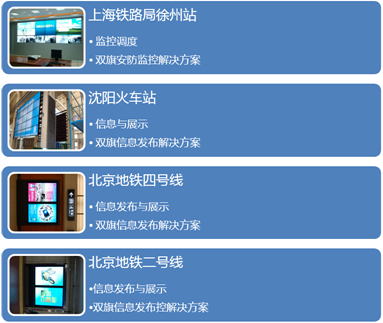 上海铁路局徐州站
• 监控调度
• 双旗安防监控解决方案
沈阳火车站
• 信息与展示
• 双旗信息发布解决方案
北京地铁四号线
• 信息发布与展示
• 双旗信息发布解决方案
北京地铁二号线
•信息发布与展示
•双旗信息发布控解决方案